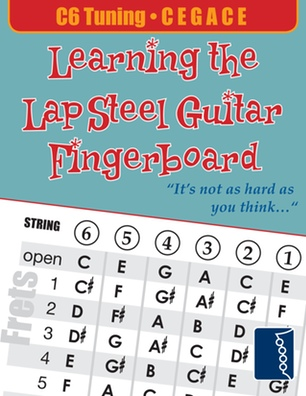 C6 Tuning • C E G A C E
Learning the
Lap Steel Guitar
Fingerboard
“It's not as hard as
you think…“
STRING 6 5 4 3 2 1
open C E G A C E
Frets
1 C♯ F G♯ A♯ C♯ F
2 D F♯ A B D
3 D♯ G A♯ C D♯
4 E G♯ B C♯ E
5 F A C D